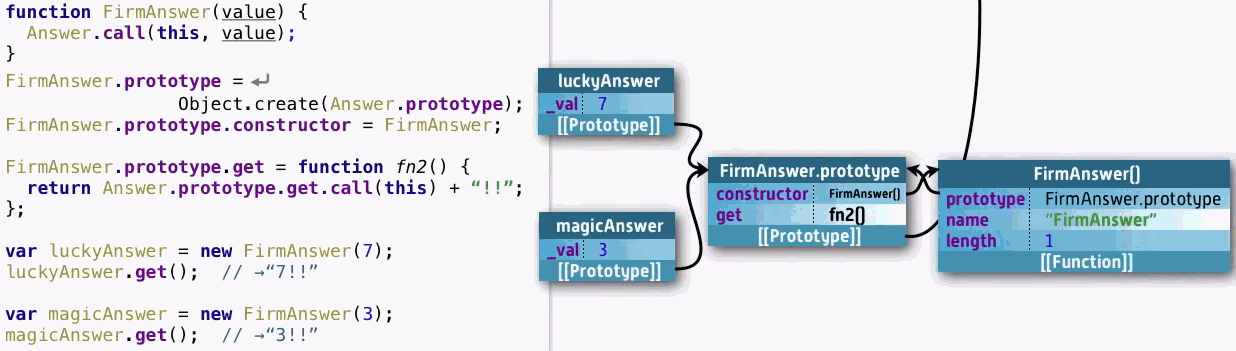 function FirmAnswer(value) {
  Answer.call(this, value);
}
FirmAnswer.prototype = ↵
                Object.create(Answer.prototype);
FirmAnswer.prototype.constructor = FirmAnswer;
FirmAnswer.prototype.get = function fn2() {
  return Answer.prototype.get.call(this) + “!!”;
};
var luckyAnswer = new FirmAnswer(7);
luckyAnswer.get();  // →“7!!”
var magicAnswer = new FirmAnswer(3);
magicAnswer.get();  // →“3!!”
luckyAnswer
_val 7
[[Prototype]]
magicAnswer
_val 3
[[Prototype]]
FirmAnswer.prototype
constructor FirmAnswer()
get fn2()
[[Prototype]]
FirmAnswer()
prototype FirmAnswer.prototype
name “FirmAnswer”
length 1
[[Function]]